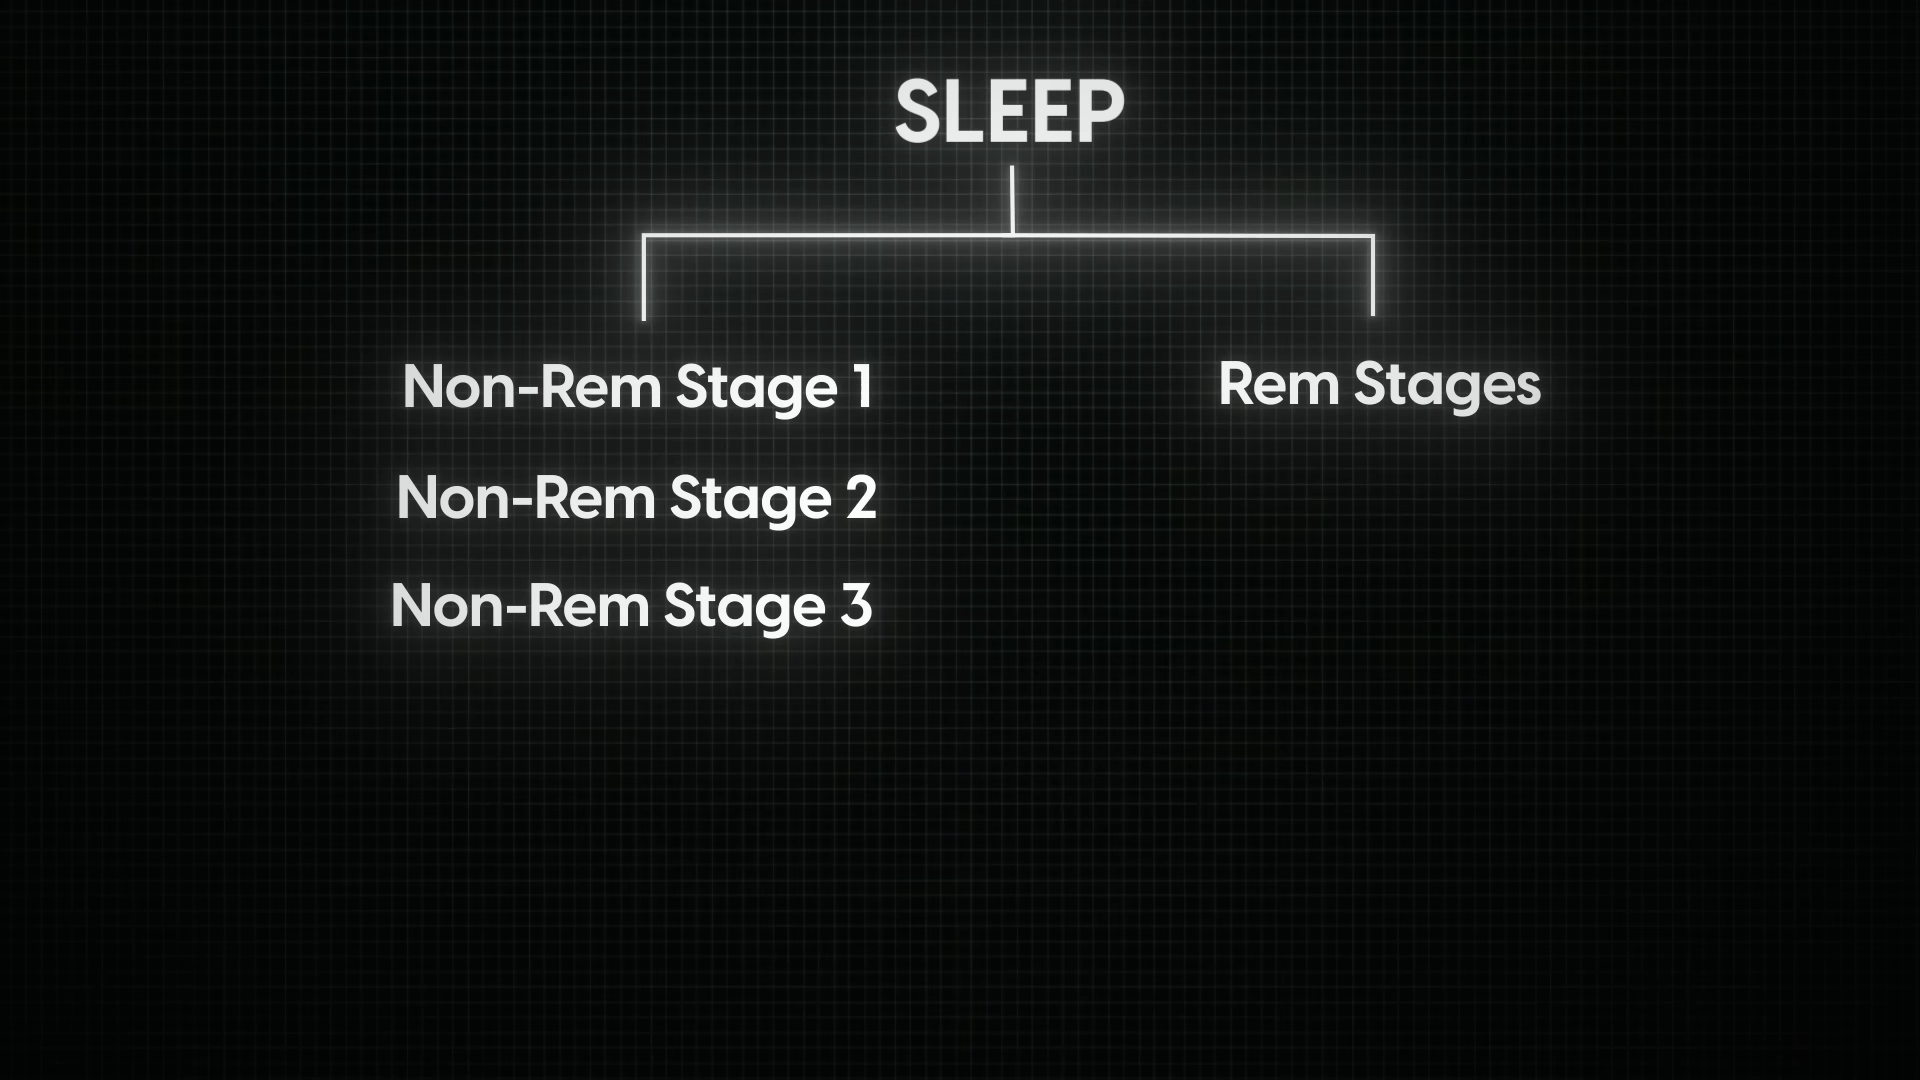 SLEEP
Non-Rem Stage 1
Rem Stages
Non-Rem Stage 2
Non-Rem Stage 3